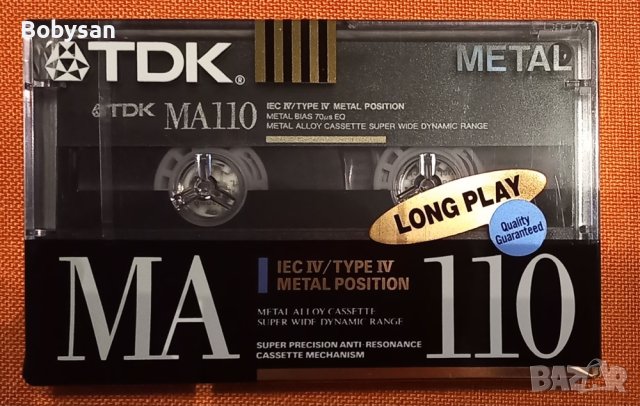 Bobysan
TDK® METAL
TDK MA110
IEC IV/TYPE IV METAL POSITION
METAL BIAS 70μs EQ
METAL ALLOY CASSETTE SUPER WIDE DYNAMIC RANGE
LONG PLAY
Quality
Guaranteed
MA
IEC IV/TYPE IV
METAL POSITION
METAL ALLOY CASSETTE
SUPER WIDE DYNAMIC RANGE
SUPER PRECISION ANTI-RESONANCE
CASSETTE MECHANISM
110
BAZAR.BG